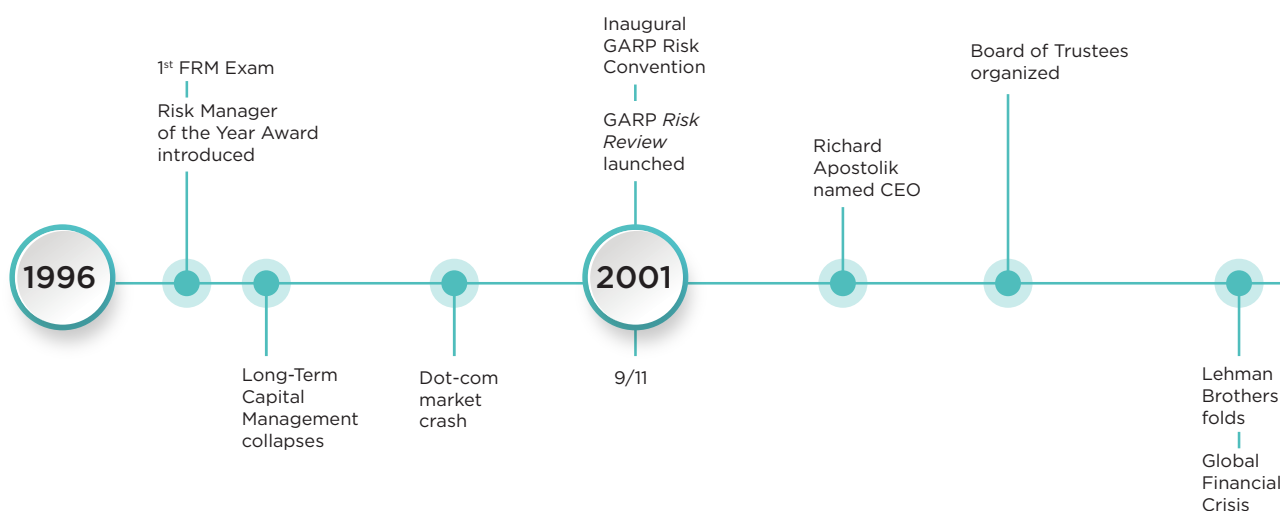 1996
1st FRM Exam
Risk Manager
of the Year Award
introduced
Long-Term
Capital
Management
collapses
Dot-com
market
crash
Inaugural
GARP Risk
Convention
GARP Risk
Review
launched
2001
9/11
Richard
Apostolik
named CEO
Board of Trustees
organized
Lehman
Brothers
folds
Global
Financial
Crisis